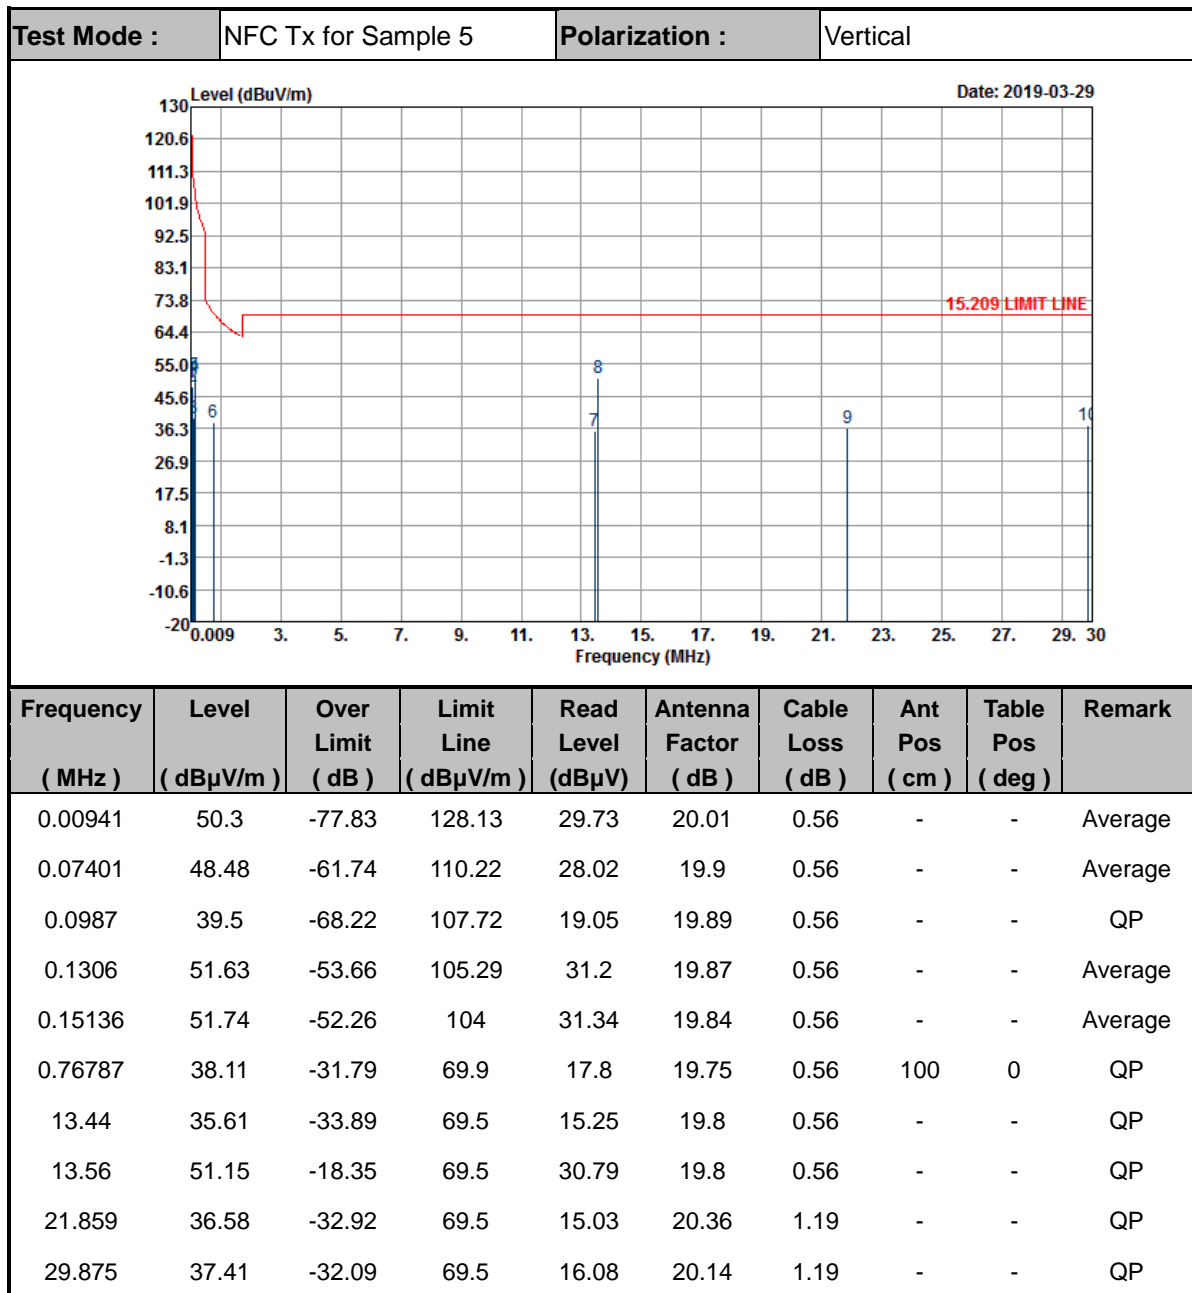 Test Mode : NFC Tx for Sample 5 Polarization : Vertical
Level (dBuV/m) Date: 2019-03-29
130
120.6
111.3
101.9
92.5
83.1
73.8
15.209 LIMIT LINE
64.4
55.0
8
45.6
6
7
9
10
36.3
26.9
17.5
8.1
-1.3
-10.6
-20
0.009 3. 5. 7. 9. 11. 13. 15. 17. 19. 21. 23. 25. 27. 29. 30
Frequency (MHz)
Frequency Level Over Limit Read Antenna Cable Ant Table Remark
Limit Line Level Factor Loss Pos Pos
( MHz ) ( dBµV/m ) ( dB ) ( dBµV/m ) (dBµV) ( dB ) ( dB ) ( cm ) ( deg )
0.00941 50.3 -77.83 128.13 29.73 20.01 0.56 - - Average
0.07401 48.48 -61.74 110.22 28.02 19.9 0.56 - - Average
0.0987 39.5 -68.22 107.72 19.05 19.89 0.56 - - QP
0.1306 51.63 -53.66 105.29 31.2 19.87 0.56 - - Average
0.15136 51.74 -52.26 104 31.34 19.84 0.56 - - Average
0.76787 38.11 -31.79 69.9 17.8 19.75 0.56 100 0 QP
13.44 35.61 -33.89 69.5 15.25 19.8 0.56 - - QP
13.56 51.15 -18.35 69.5 30.79 19.8 0.56 - - QP
21.859 36.58 -32.92 69.5 15.03 20.36 1.19 - - QP
29.875 37.41 -32.09 69.5 16.08 20.14 1.19 - - QP